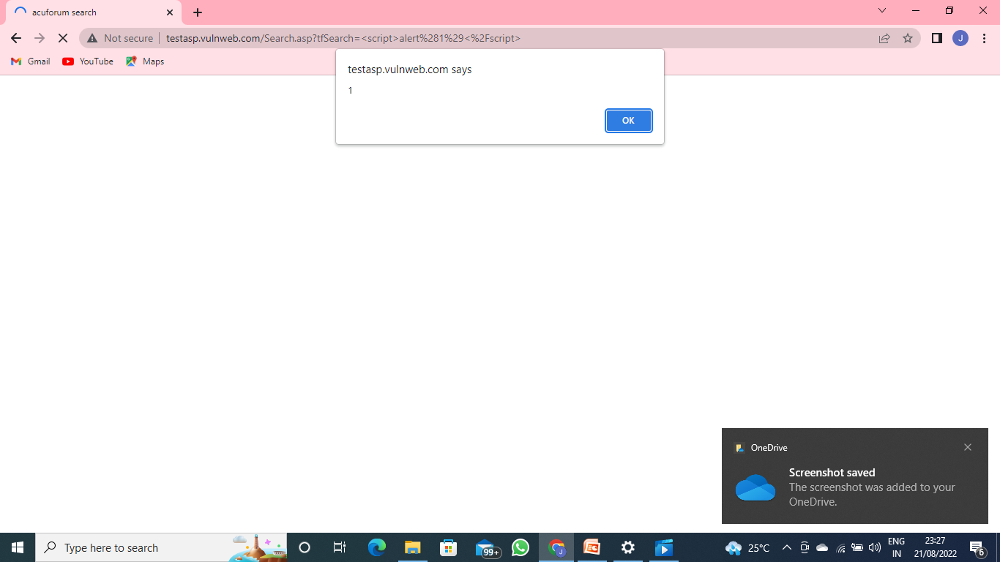 acuforum search
Not secure
testasp.vulnweb.com/Search.asp?tfSearch=<script>alert%281%29<%2Fscript>
J
Gmail
YouTube
Maps
testasp.vulnweb.com says
1
OK
OneDrive
Screenshot saved
The screenshot was added to your
OneDrive.
Type here to search
99+
J
25°C
ENG
IN
23:27
21/08/2022
6